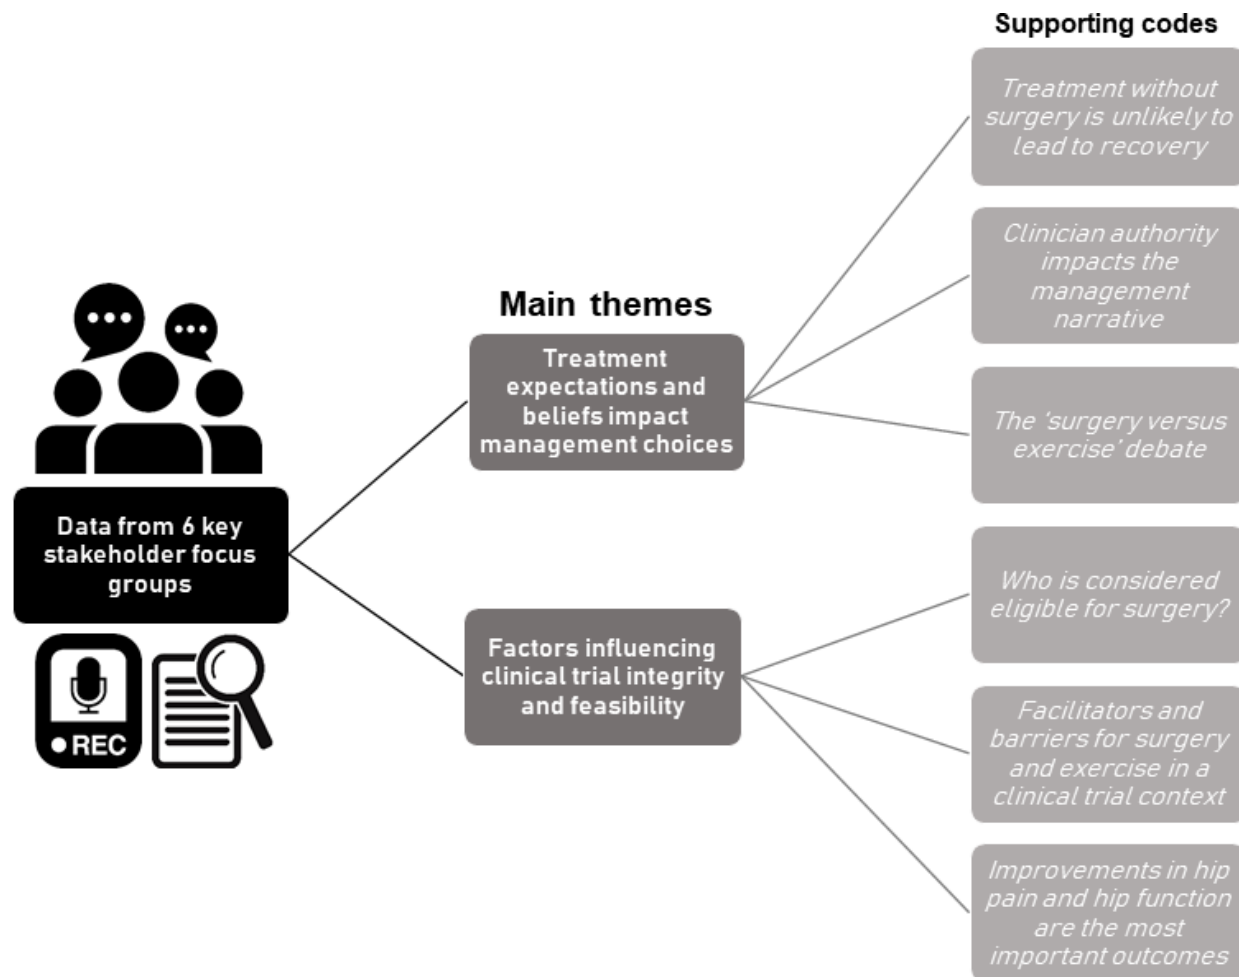 Supporting codes
Treatment without
surgery is unlikely to
lead to recovery
Clinician authority
impacts the
management
narrative
Main themes
Treatment
expectations and
beliefs impact
management choices
The ‘surgery versus
exercise’ debate
Data from 6 key
stakeholder focus
groups
Who is considered
eligible for surgery?
Factors influencing
clinical trial integrity
and feasibility
REC
Facilitators and
barriers for surgery
and exercise in a
clinical trial context
Improvements in hip
pain and hip function
are the most
important outcomes